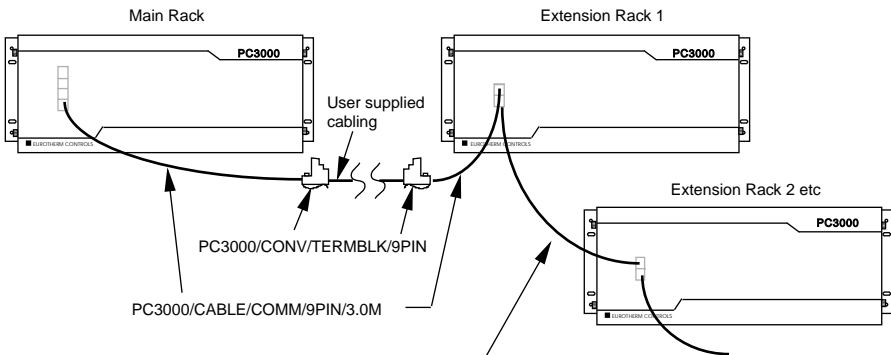 Main Rack
Extension Rack 1
PC3000
PC3000
User supplied
cabling
EUROTHERM CONTROLS
EUROTHERM CONTROLS
Extension Rack 2 etc
PC3000
PC3000/CONV/TERMBLK/9PIN
PC3000/CABLE/COMM/9PIN/3.0M
EUROTHERM CONTROLS